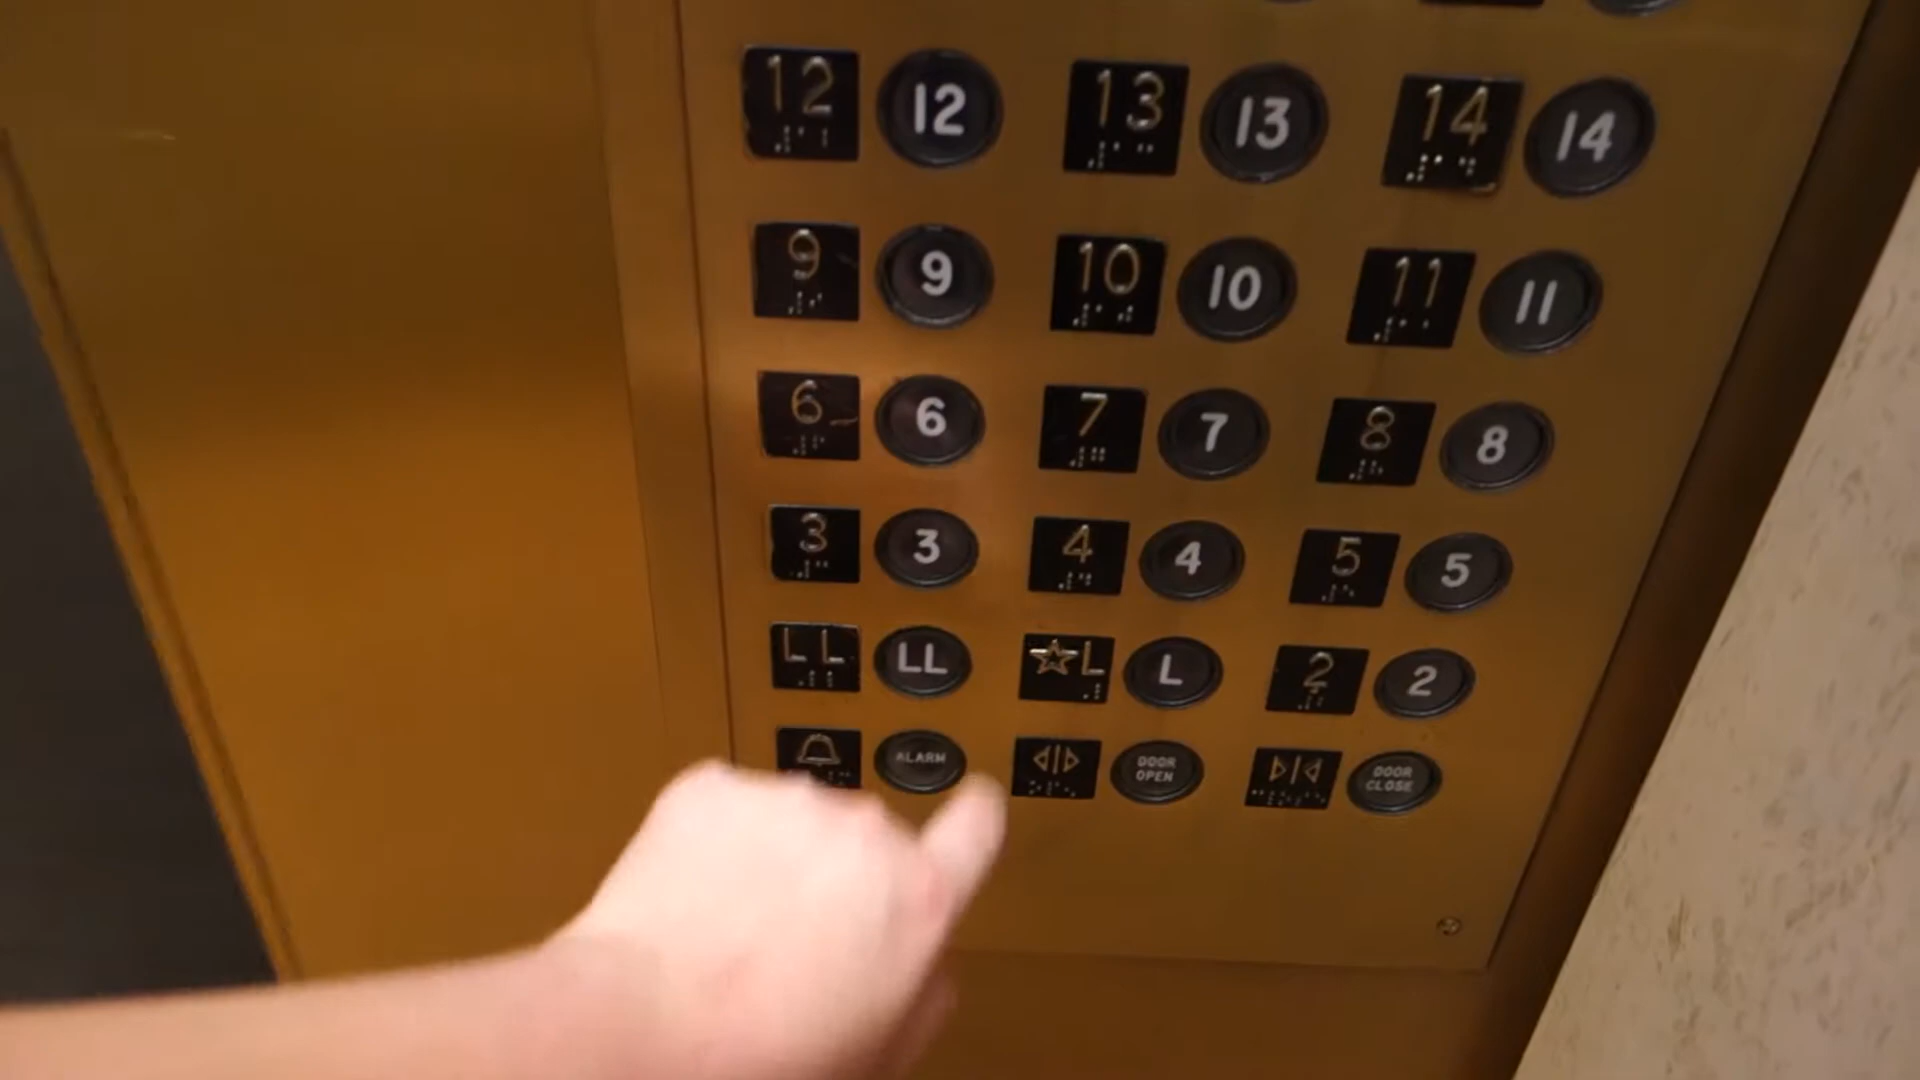 12 12 13 13 14 14
9 9 10 10 11 11
6 6 7 7 8 8
3 3 4 4 5 5
LL LL ☆L L 2 2
ALARM DOOR OPEN DOOR CLOSE